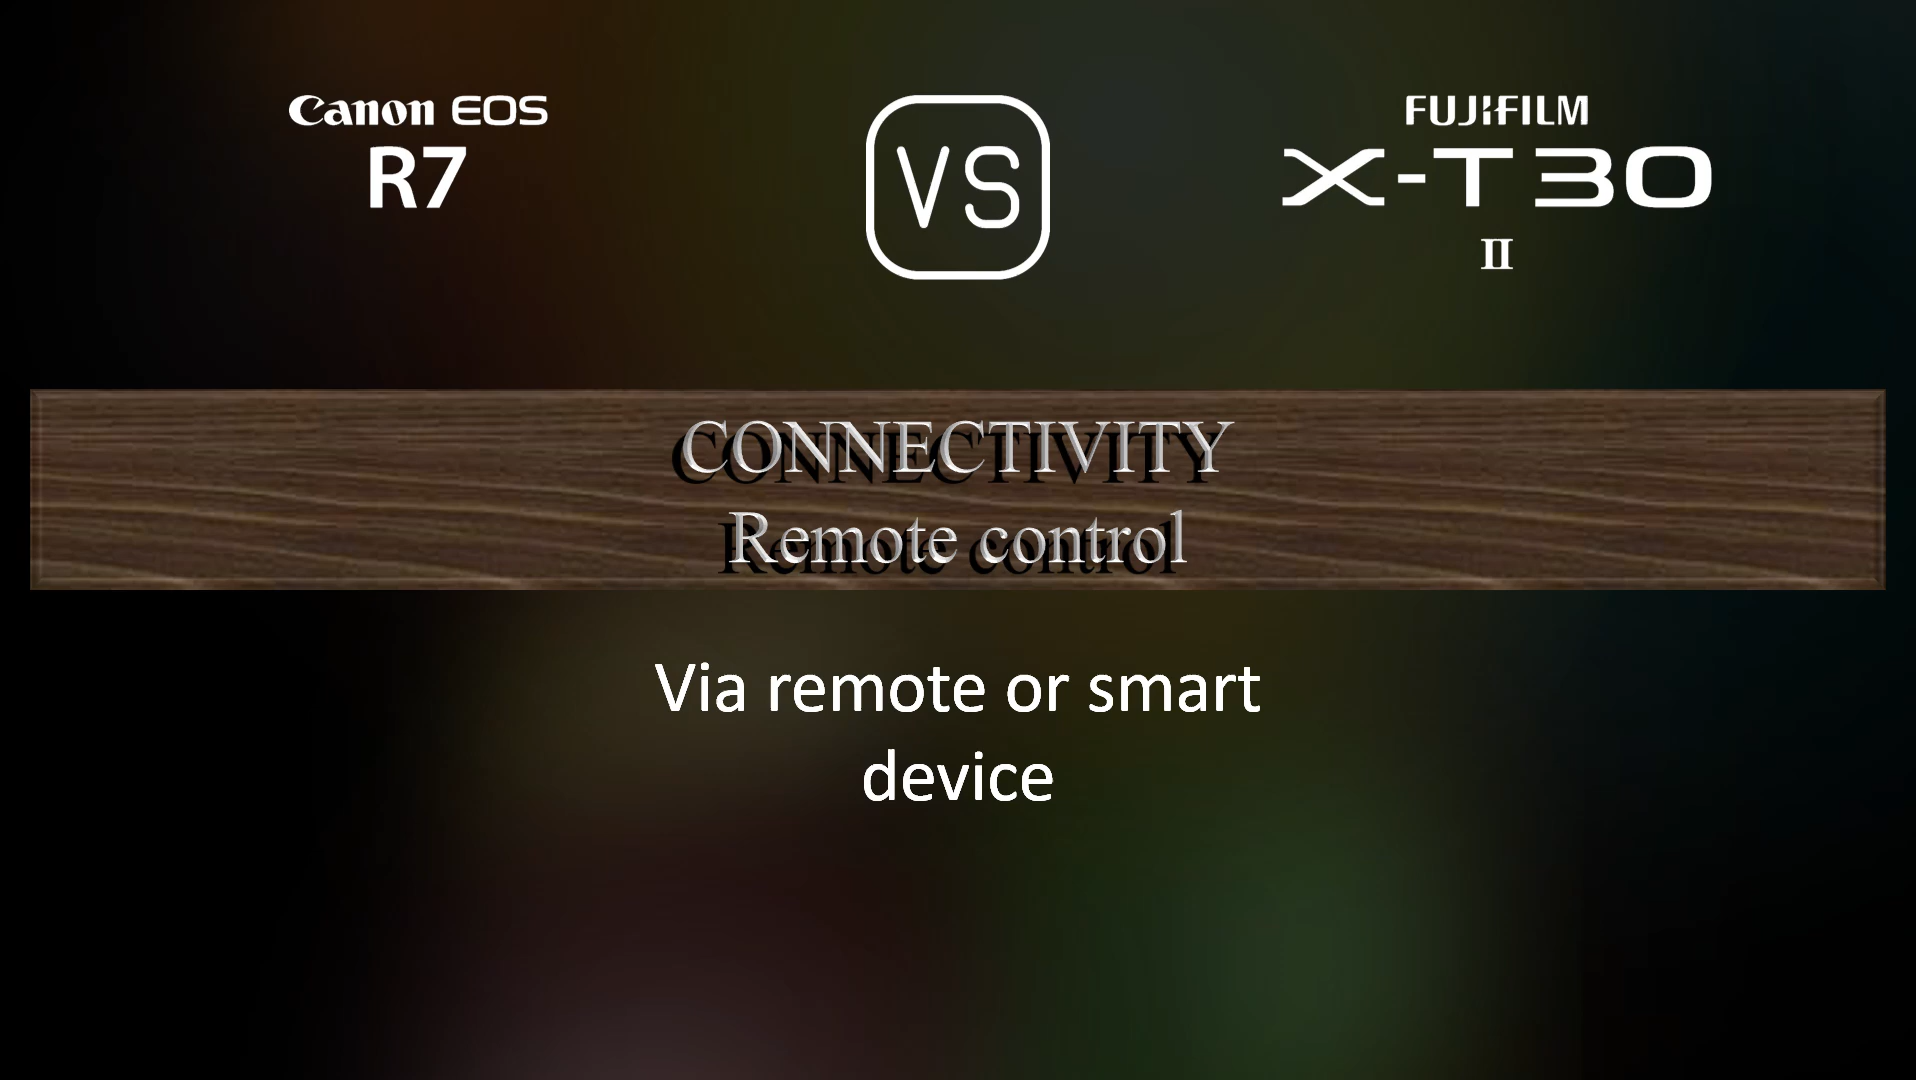 Canon EOS
R7
VS
FUJIFILM
X-T30
II
CONNECTIVITY
Remote control
Via remote or smart
device